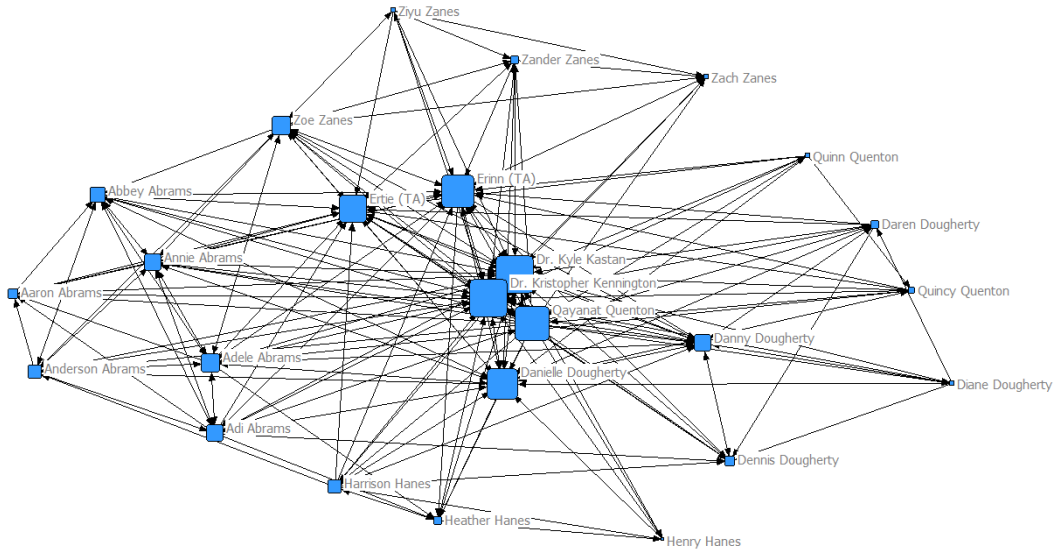 Ziyu Zanes
Zander Zanes
Zach Zanes
Zoe Zanes
Quinn Quenton
Erinn (TA)
Abbey Abrams
Ertie (TA)
Daren Dougherty
Annie Abrams
Dr. Kyle Kastan
Dr. Kristopher Kennington
Aaron Abrams
Quincy Quenton
Qayanat Quenton
Danny Dougherty
Adele Abrams
Anderson Abrams
Danielle Dougherty
Diane Dougherty
Adi Abrams
Dennis Dougherty
Harrison Hanes
Heather Hanes
Henry Hanes